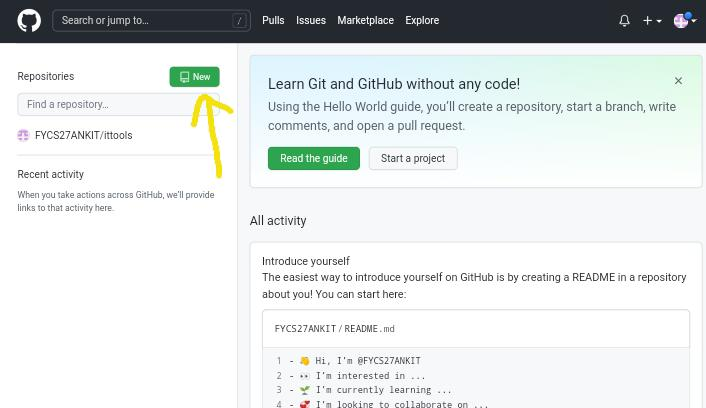 Search or jump to...
/
Pulls Issues Marketplace Explore
Repositories
New
Find a repository...
FYCS27ANKIT/ittools
Recent activity
When you take actions across GitHub, we'll provide
links to that activity here.
Learn Git and GitHub without any code!
Using the Hello World guide, you'll create a repository, start a branch, write
comments, and open a pull request.
Read the guide
Start a project
All activity
Introduce yourself
The easiest way to introduce yourself on GitHub is by creating a README in a repository
about you! You can start here:
FYCS27ANKIT/README.md
1 - 👋 Hi, I'm @FYCS27ANKIT
2 - 👀 I'm interested in ...
3 - 🌱 I'm currently learning ...
4 - 💞️ I'm looking to collaborate on ...